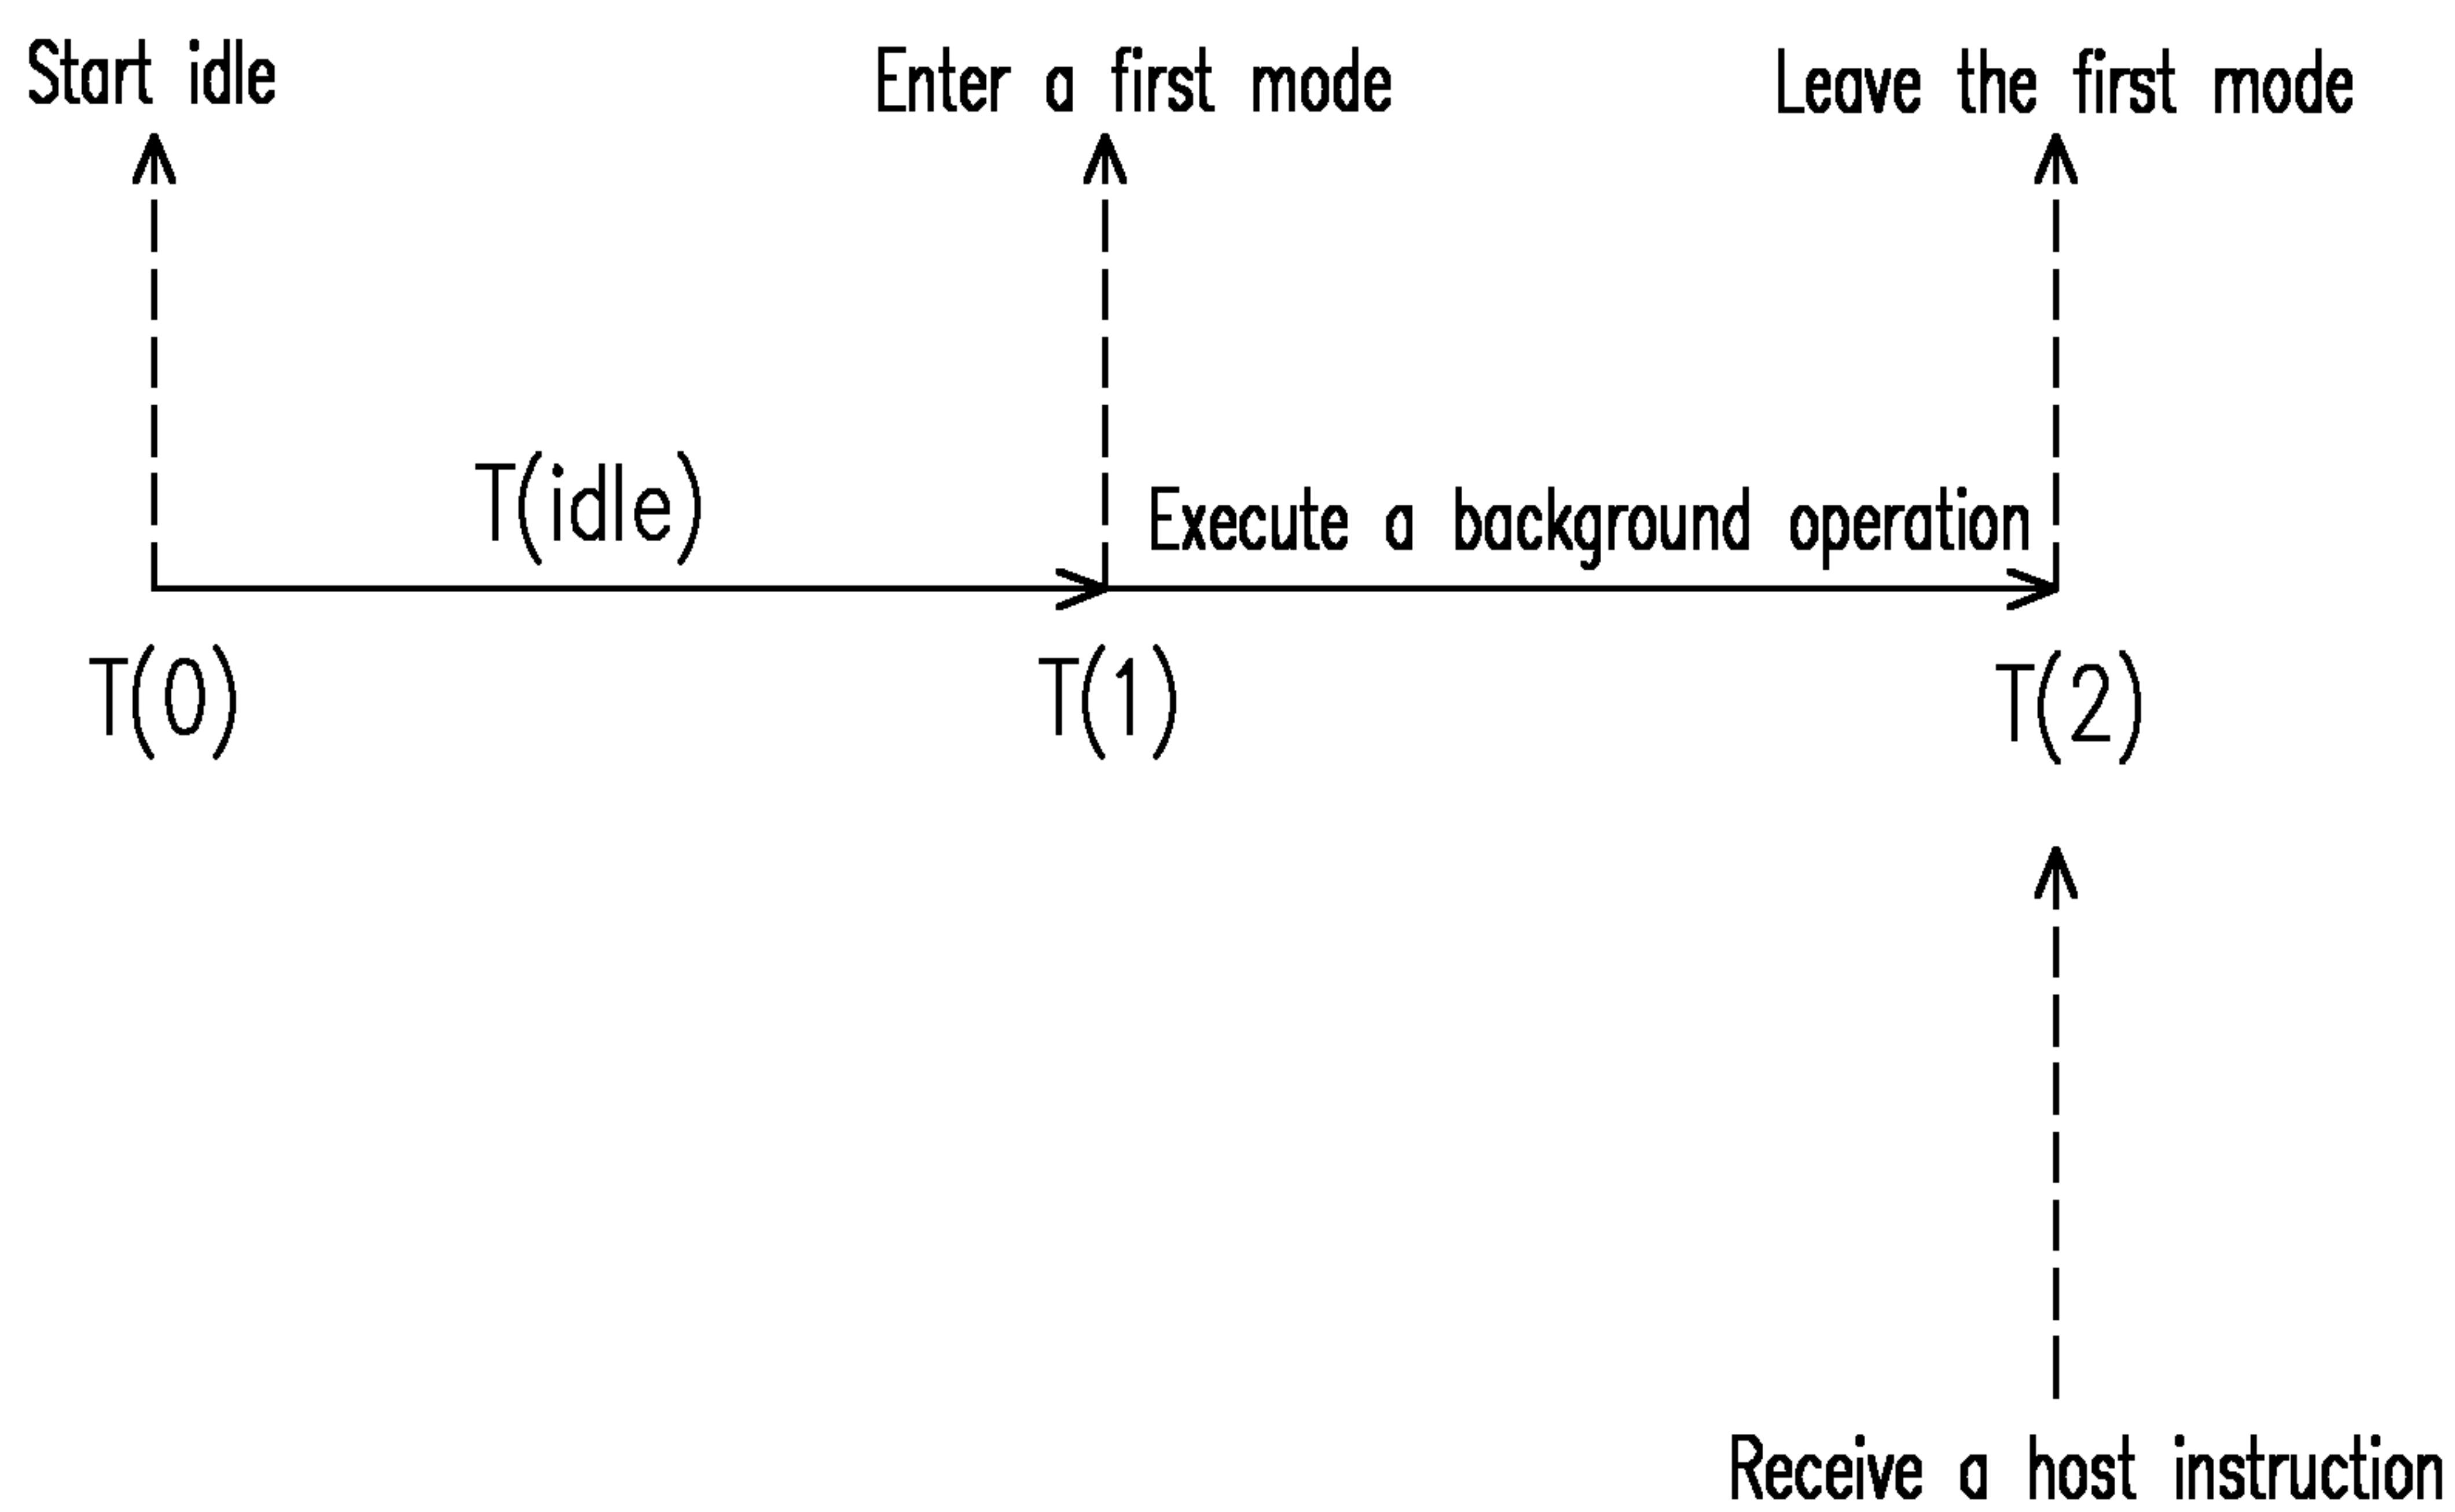 Start idle
Enter a first mode
Leave the first mode
T(idle)
Execute a background operation
T(0)
T(1)
T(2)
Receive a host instruction